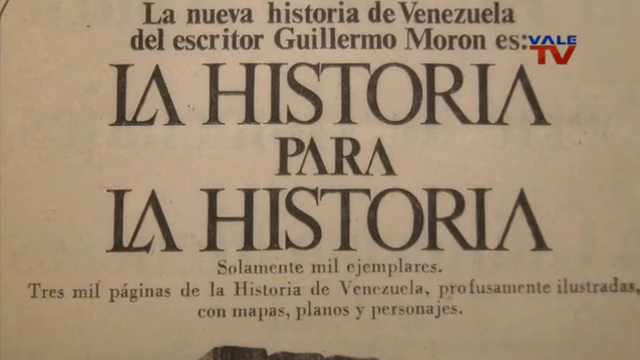 La nueva historia de Venezuela
VALE
TV
del escritor Guillermo Moron es:
LA HISTORIA
PARA
LA HISTORIA
Solamente mil ejemplares.
Tres mil páginas de la Historia de Venezuela, profusamente ilustradas,
con mapas, planos y personajes.